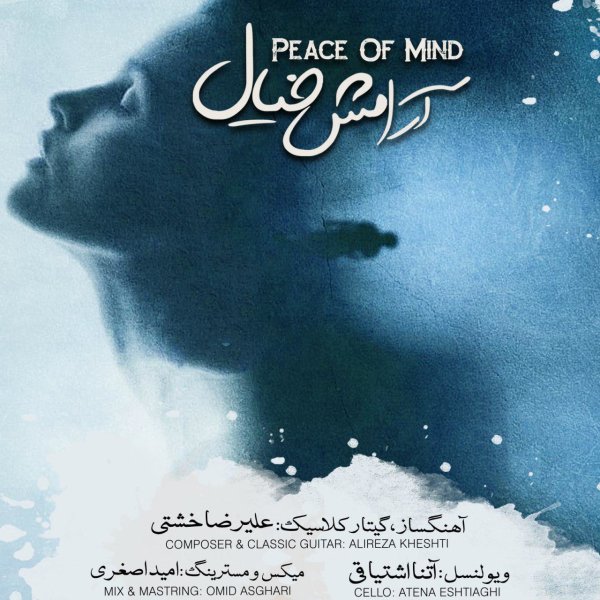 PEACE OF MIND
آرامش خیال
آهنگساز، گیتار کلاسیک: علیرضا خشتی
COMPOSER & CLASSIC GUITAR: ALIREZA KHESHTI
ویولنسل: آتنا اشتیاقی
CELLO: ATENA ESHTIAGHI
میکس و مسترینگ: امید اصغری
MIX & MASTRING: OMID ASGHARI